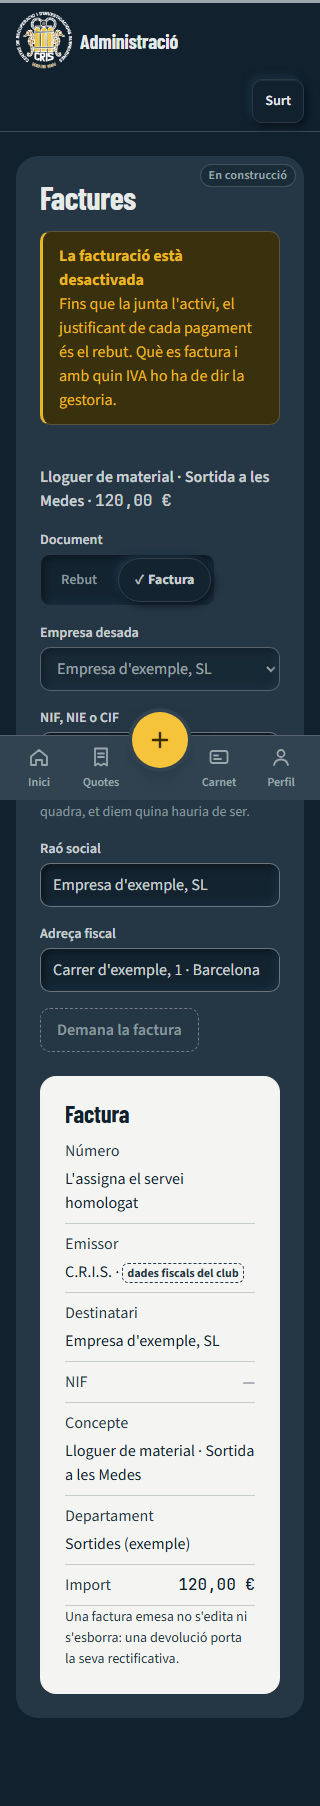 CRIS
Administració
Surt
En construcció
Factures
La facturació està
desactivada
Fins que la junta l'activi, el
justificant de cada pagament
és el rebut. Què es factura i
amb quin IVA ho ha de dir la
gestoria.
Lloguer de material · Sortida a les
Medes · 120,00 €
Document
Rebut
✓ Factura
Empresa desada
Empresa d'exemple, SL
NIF, NIE o CIF
Inici
Quotes
+
Carnet
Perfil
quadra, et diem quina hauria de ser.
Raó social
Empresa d'exemple, SL
Adreça fiscal
Carrer d'exemple, 1 · Barcelona
Demana la factura
Factura
Número
L'assigna el servei
homologat
Emissor
C.R.I.S. · dades fiscals del club
Destinatari
Empresa d'exemple, SL
NIF —
Concepte
Lloguer de material · Sortida
a les Medes
Departament
Sortides (exemple)
Import 120,00 €
Una factura emesa no s'edita ni
s'esborra: una devolució porta
la seva rectificativa.